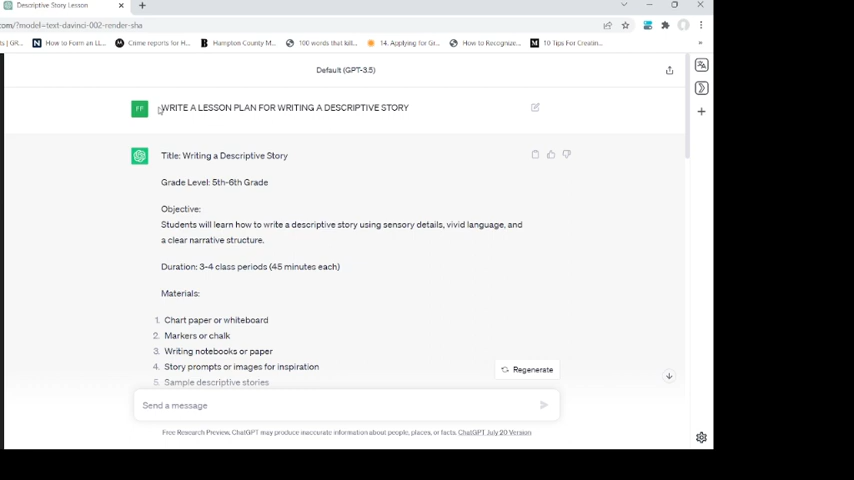 Descriptive Story Lesson
com/?model=text-davinci-002-render-sha
ts | GR...
How to Form an LL...
Crime reports for H...
Hampton County M...
100 words that kill...
14. Applying for Gr...
How to Recognize...
10 Tips For Creatin...
Default (GPT-3.5)
FF
WRITE A LESSON PLAN FOR WRITING A DESCRIPTIVE STORY
Title: Writing a Descriptive Story
Grade Level: 5th-6th Grade
Objective:
Students will learn how to write a descriptive story using sensory details, vivid language, and
a clear narrative structure.
Duration: 3-4 class periods (45 minutes each)
Materials:
1. Chart paper or whiteboard
2. Markers or chalk
3. Writing notebooks or paper
4. Story prompts or images for inspiration
5. Sample descriptive stories
Regenerate
Send a message
Free Research Preview. ChatGPT may produce inaccurate information about people, places, or facts. ChatGPT July 20 Version